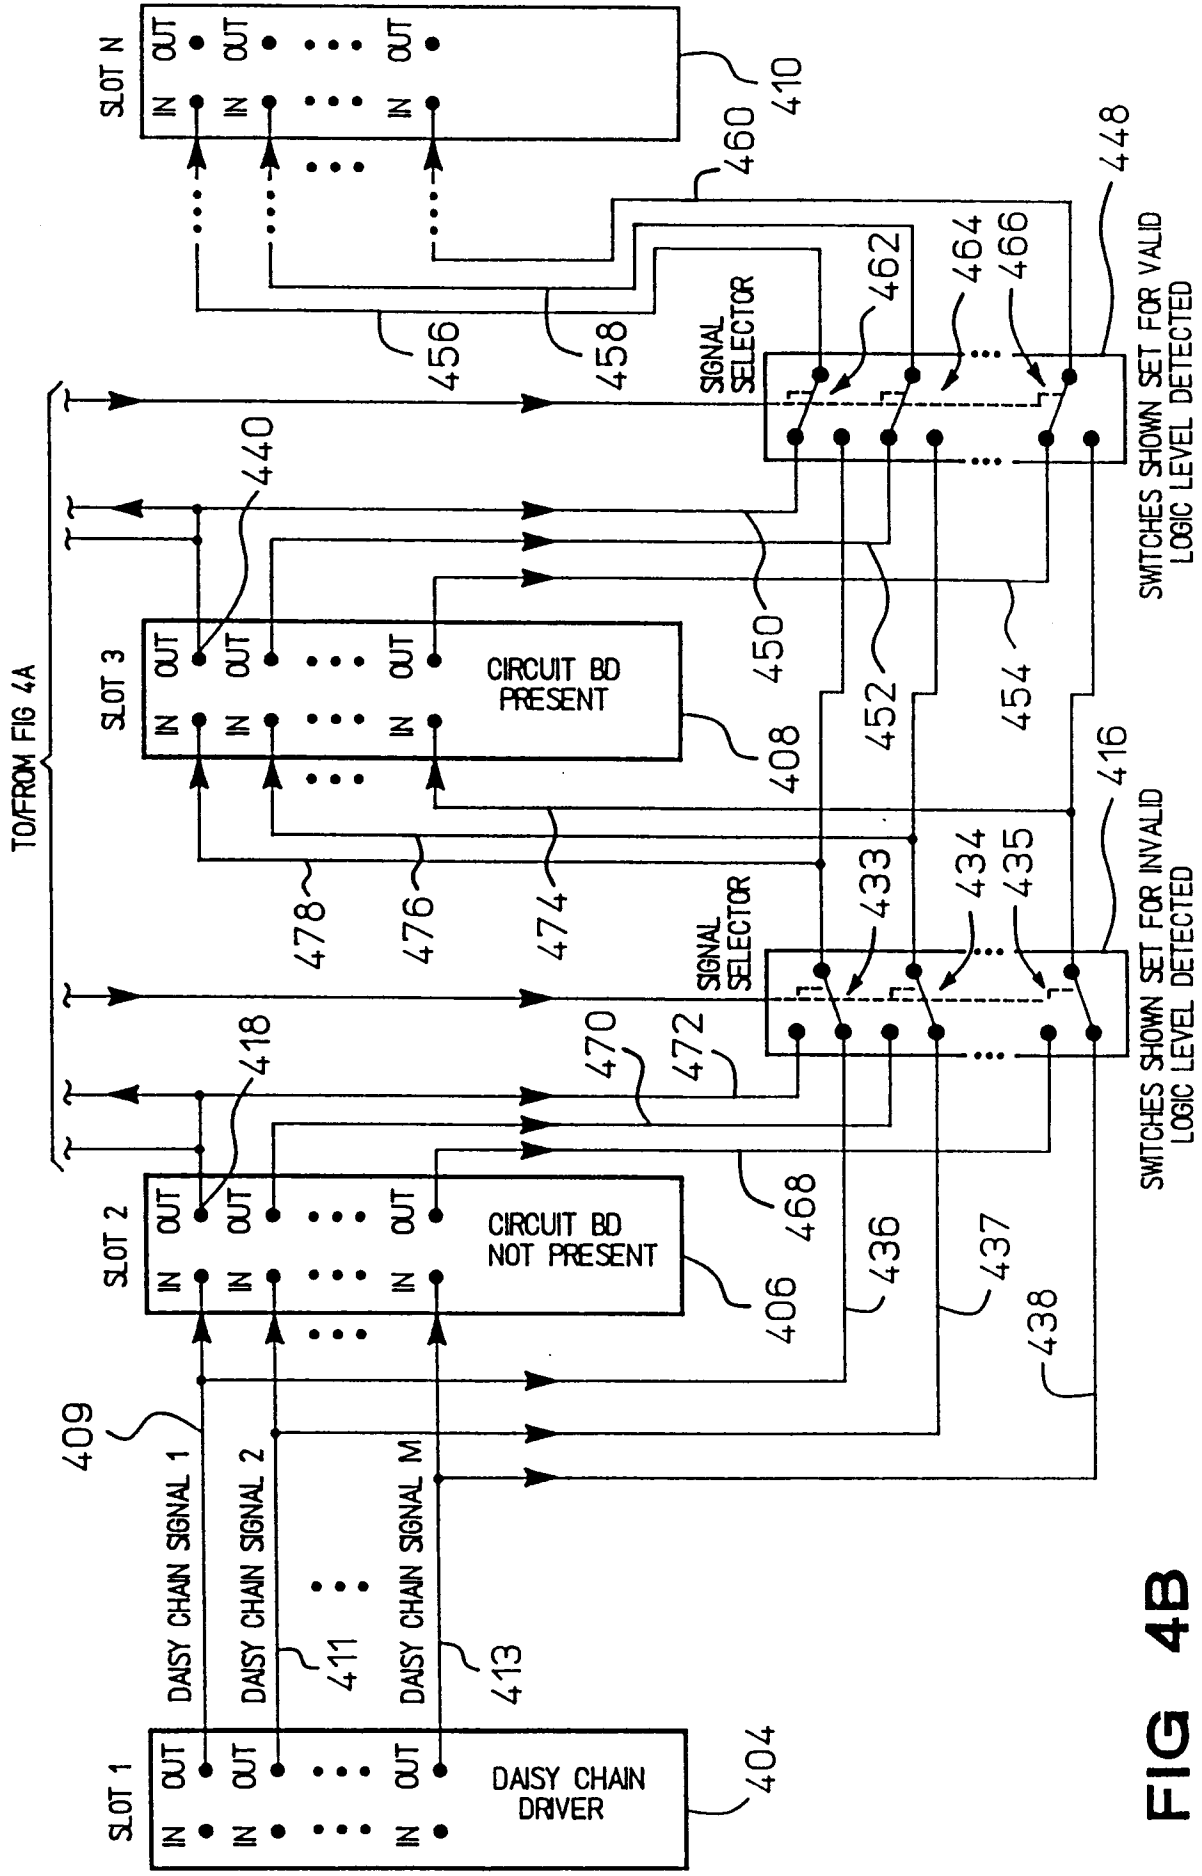 TO/FROM FIG 4A
SLOT 1
IN OUT
IN OUT
IN OUT
DAISY CHAIN
DRIVER
404
DAISY CHAIN SIGNAL 1
409
DAISY CHAIN SIGNAL 2
411
DAISY CHAIN SIGNAL M
413
SLOT 2
IN OUT
IN OUT
IN OUT
CIRCUIT BD
NOT PRESENT
406
418
468
470
472
436
437
438
SIGNAL
SELECTOR
433
434
435
416
SWITCHES SHOWN SET FOR INVALID
LOGIC LEVEL DETECTED
478
476
474
SLOT 3
IN OUT
IN OUT
IN OUT
CIRCUIT BD
PRESENT
408
440
450
452
454
SIGNAL
SELECTOR
462
464
466
448
SWITCHES SHOWN SET FOR VALID
LOGIC LEVEL DETECTED
456
458
460
SLOT N
IN OUT
IN OUT
IN OUT
410
FIG 4B